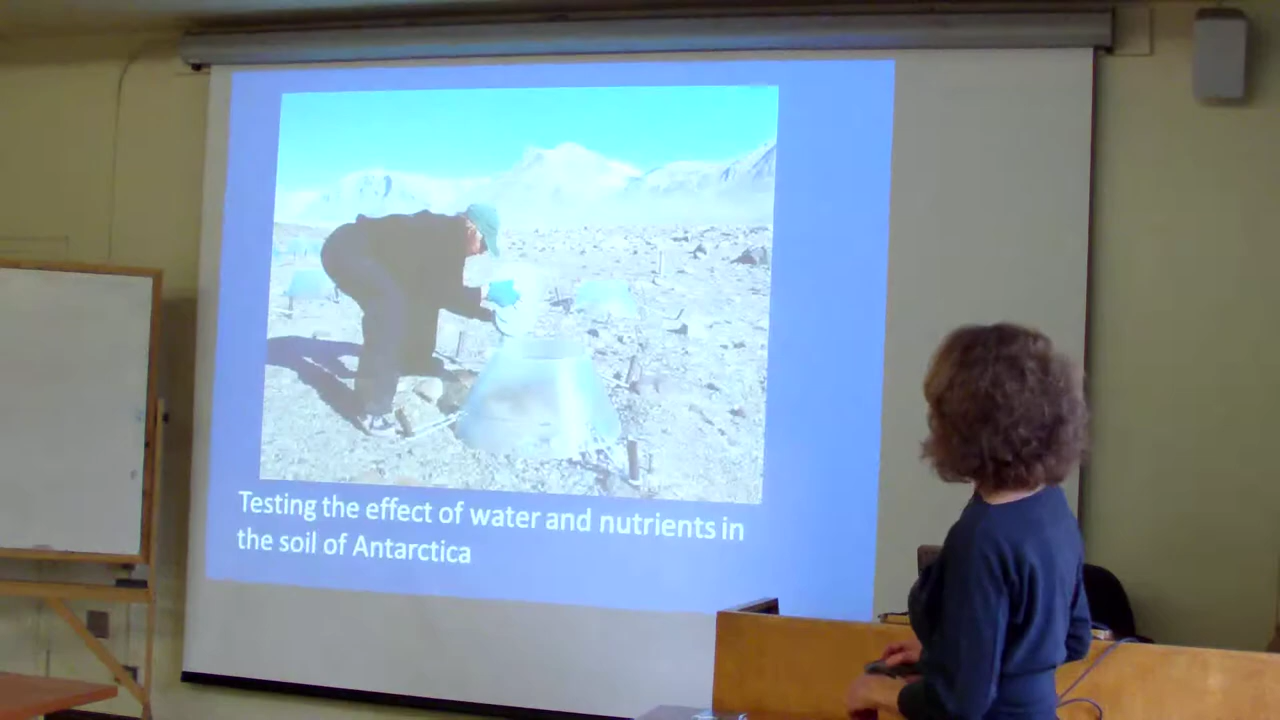 Testing the effect of water and nutrients in
the soil of Antarctica